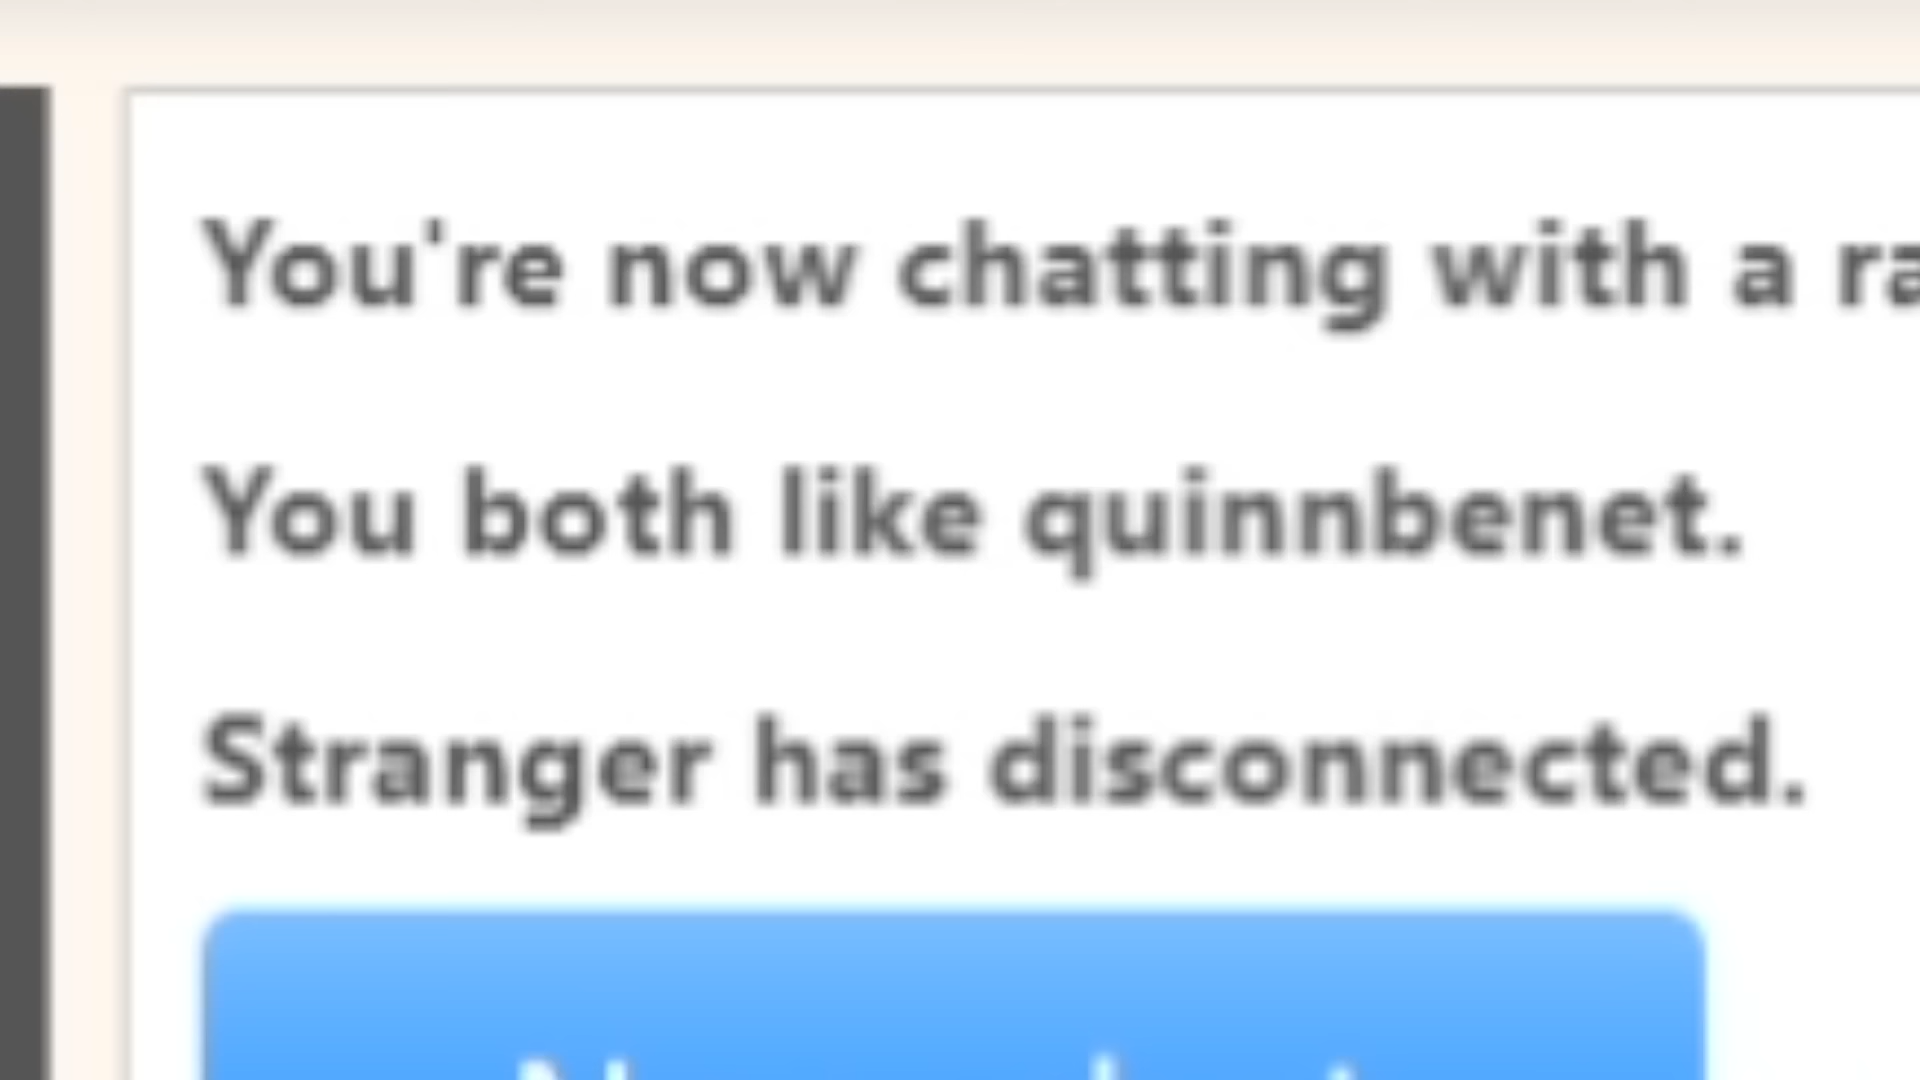 You're now chatting with a
You both like quinnbenet.
Stranger has disconnected.